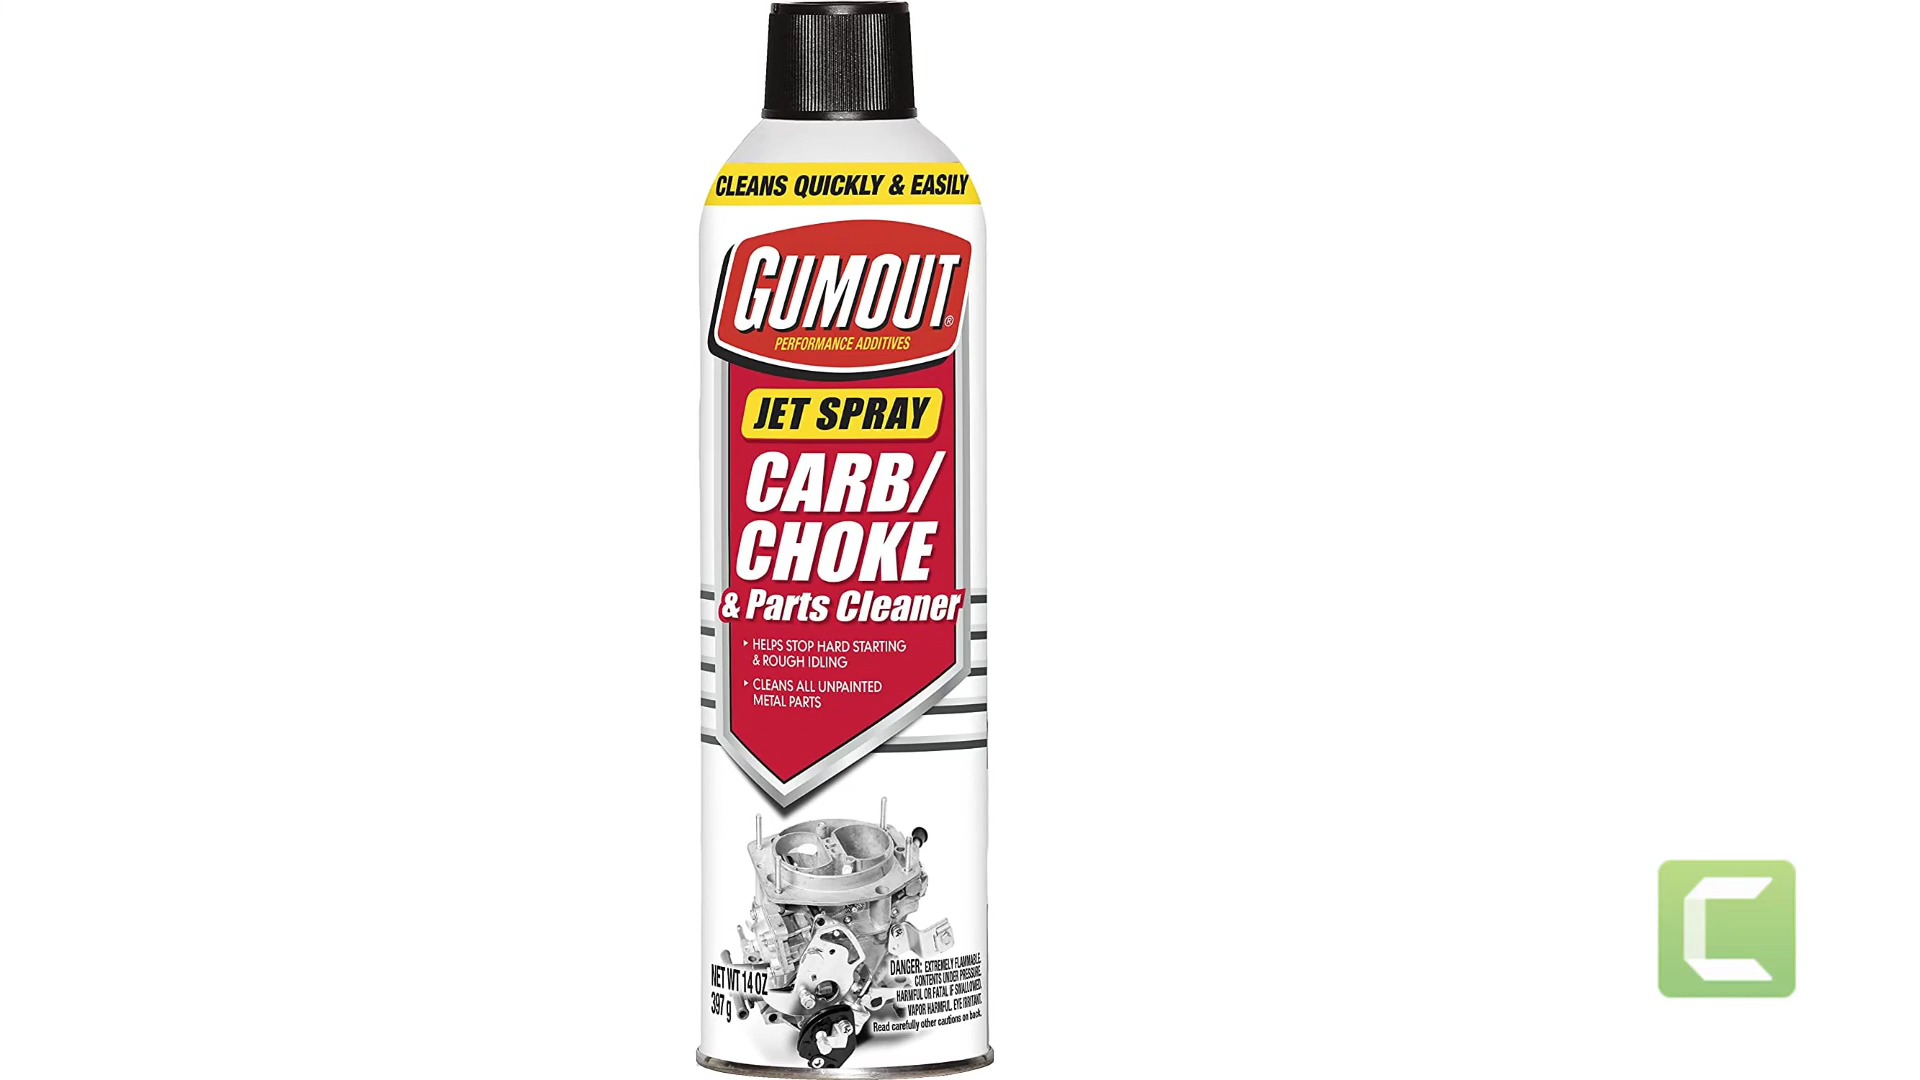 CLEANS QUICKLY & EASILY
GUMOUT®
PERFORMANCE ADDITIVES
JET SPRAY
CARB/
CHOKE
& Parts Cleaner
HELPS STOP HARD STARTING
& ROUGH IDLING
CLEANS ALL UNPAINTED
METAL PARTS
NET WT 14 OZ
397 g
DANGER: EXTREMELY FLAMMABLE.
CONTENTS UNDER PRESSURE.
HARMFUL OR FATAL IF SWALLOWED.
VAPOR HARMFUL. EYE IRRITANT.
Read carefully other cautions on back.
C